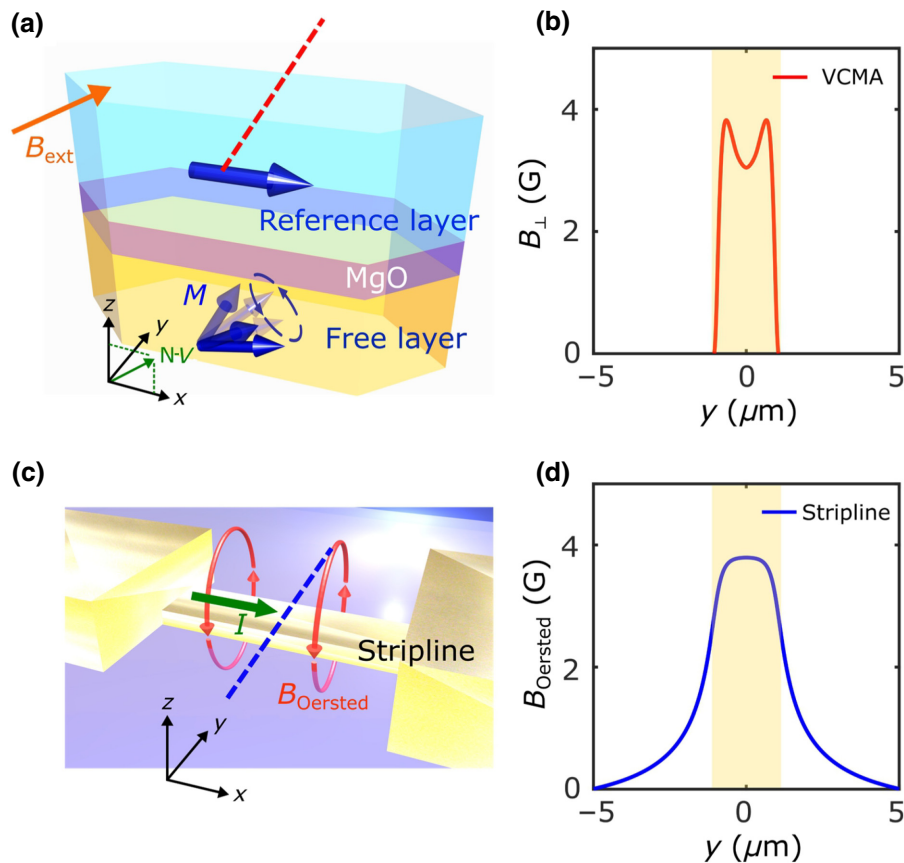 (a)
B_ext
Reference layer
MgO
M
Free layer
z
y
N-V
x
(b)
VCMA
B⊥ (G)
4
2
0
−5
0
5
y (μm)
(c)
I
Stripline
B_Oersted
z
y
x
(d)
Stripline
B_Oersted (G)
4
2
0
−5
0
5
y (μm)